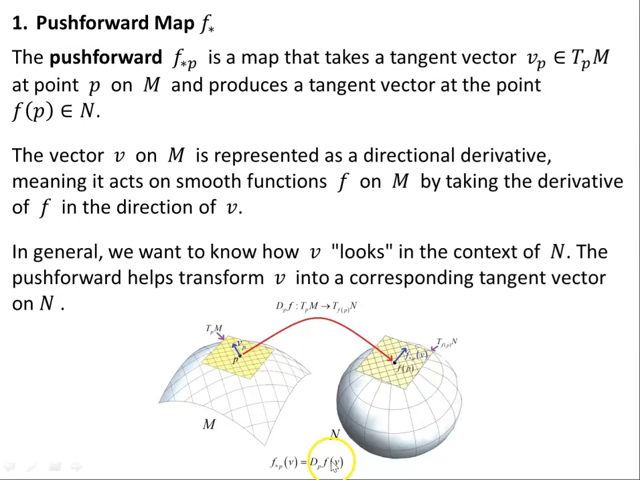 1. Pushforward Map f∗
The pushforward f∗p is a map that takes a tangent vector vp ∈ TpM
at point p on M and produces a tangent vector at the point
f(p) ∈ N.
The vector v on M is represented as a directional derivative,
meaning it acts on smooth functions f on M by taking the derivative
of f in the direction of v.
In general, we want to know how v "looks" in the context of N. The
pushforward helps transform v into a corresponding tangent vector
on N .
Dpf : TpM → Tf(p)N
TpM
vp
p
M
Tf(p)N
f∗p(v)
f(p)
N
f∗p(v) = Dpf(v)